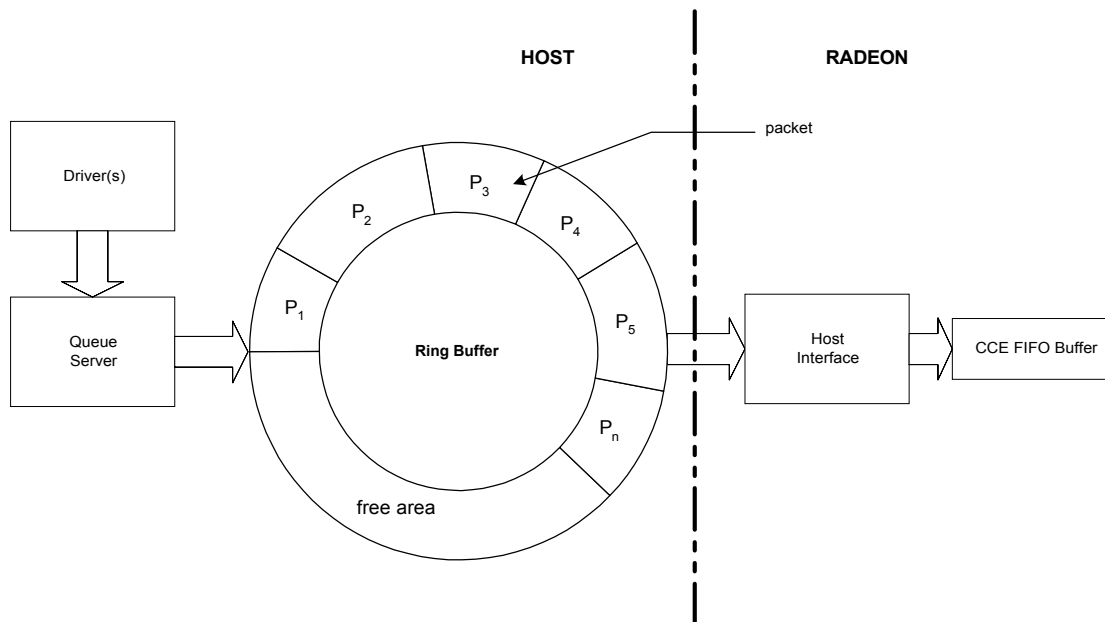 HOST
RADEON
packet
Driver(s)
P3
P2
P4
P1
P5
Queue
Server
Ring Buffer
Host
Interface
CCE FIFO Buffer
Pn
free area